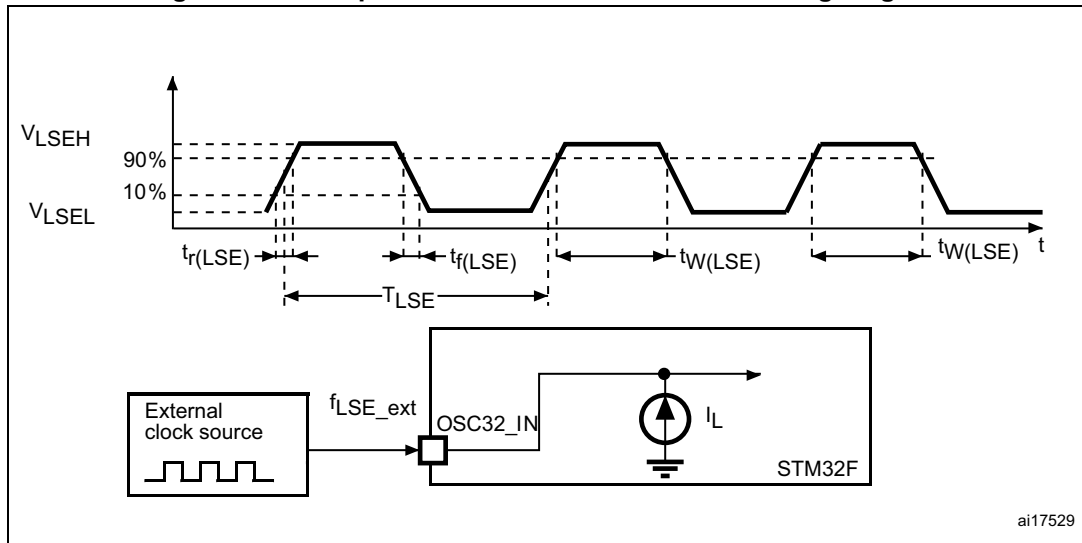 VLSEH
90%
10%
VLSEL
tr(LSE)
tf(LSE)
tW(LSE)
tW(LSE)
t
TLSE
External
clock source
fLSE_ext
OSC32_IN
IL
STM32F
ai17529